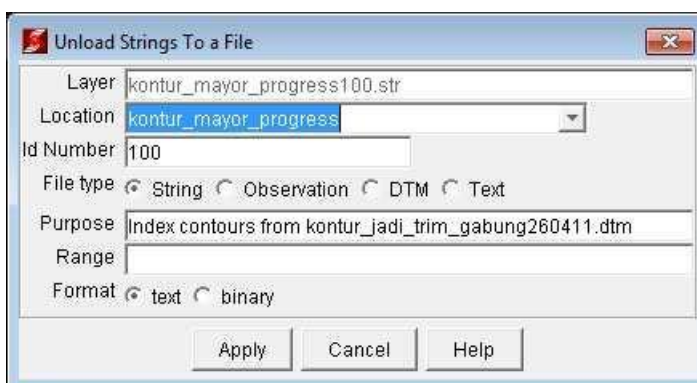 Unload Strings To a File
Layer kontur_mayor_progress100.str
Location kontur_mayor_progress
Id Number 100
File type String Observation DTM Text
Purpose Index contours from kontur_jadi_trim_gabung260411.dtm
Range
Format text binary
Apply Cancel Help